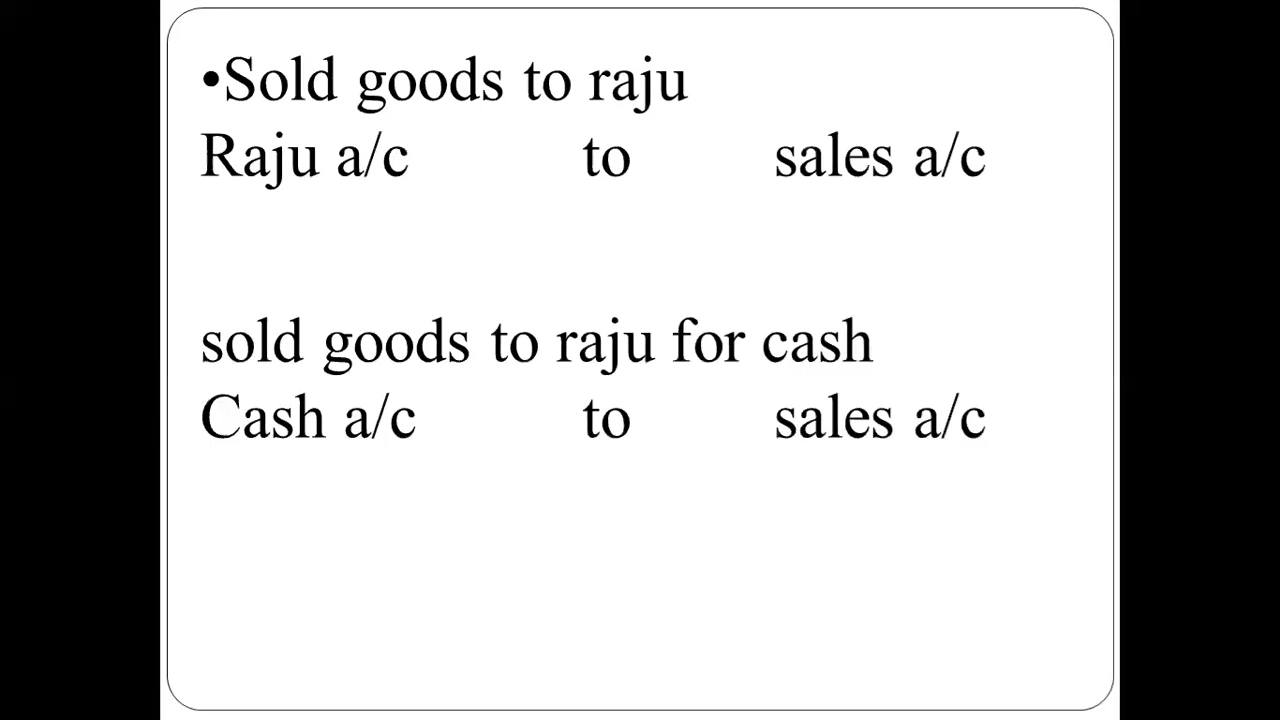 •Sold goods to raju
Raju a/c to sales a/c
sold goods to raju for cash
Cash a/c to sales a/c